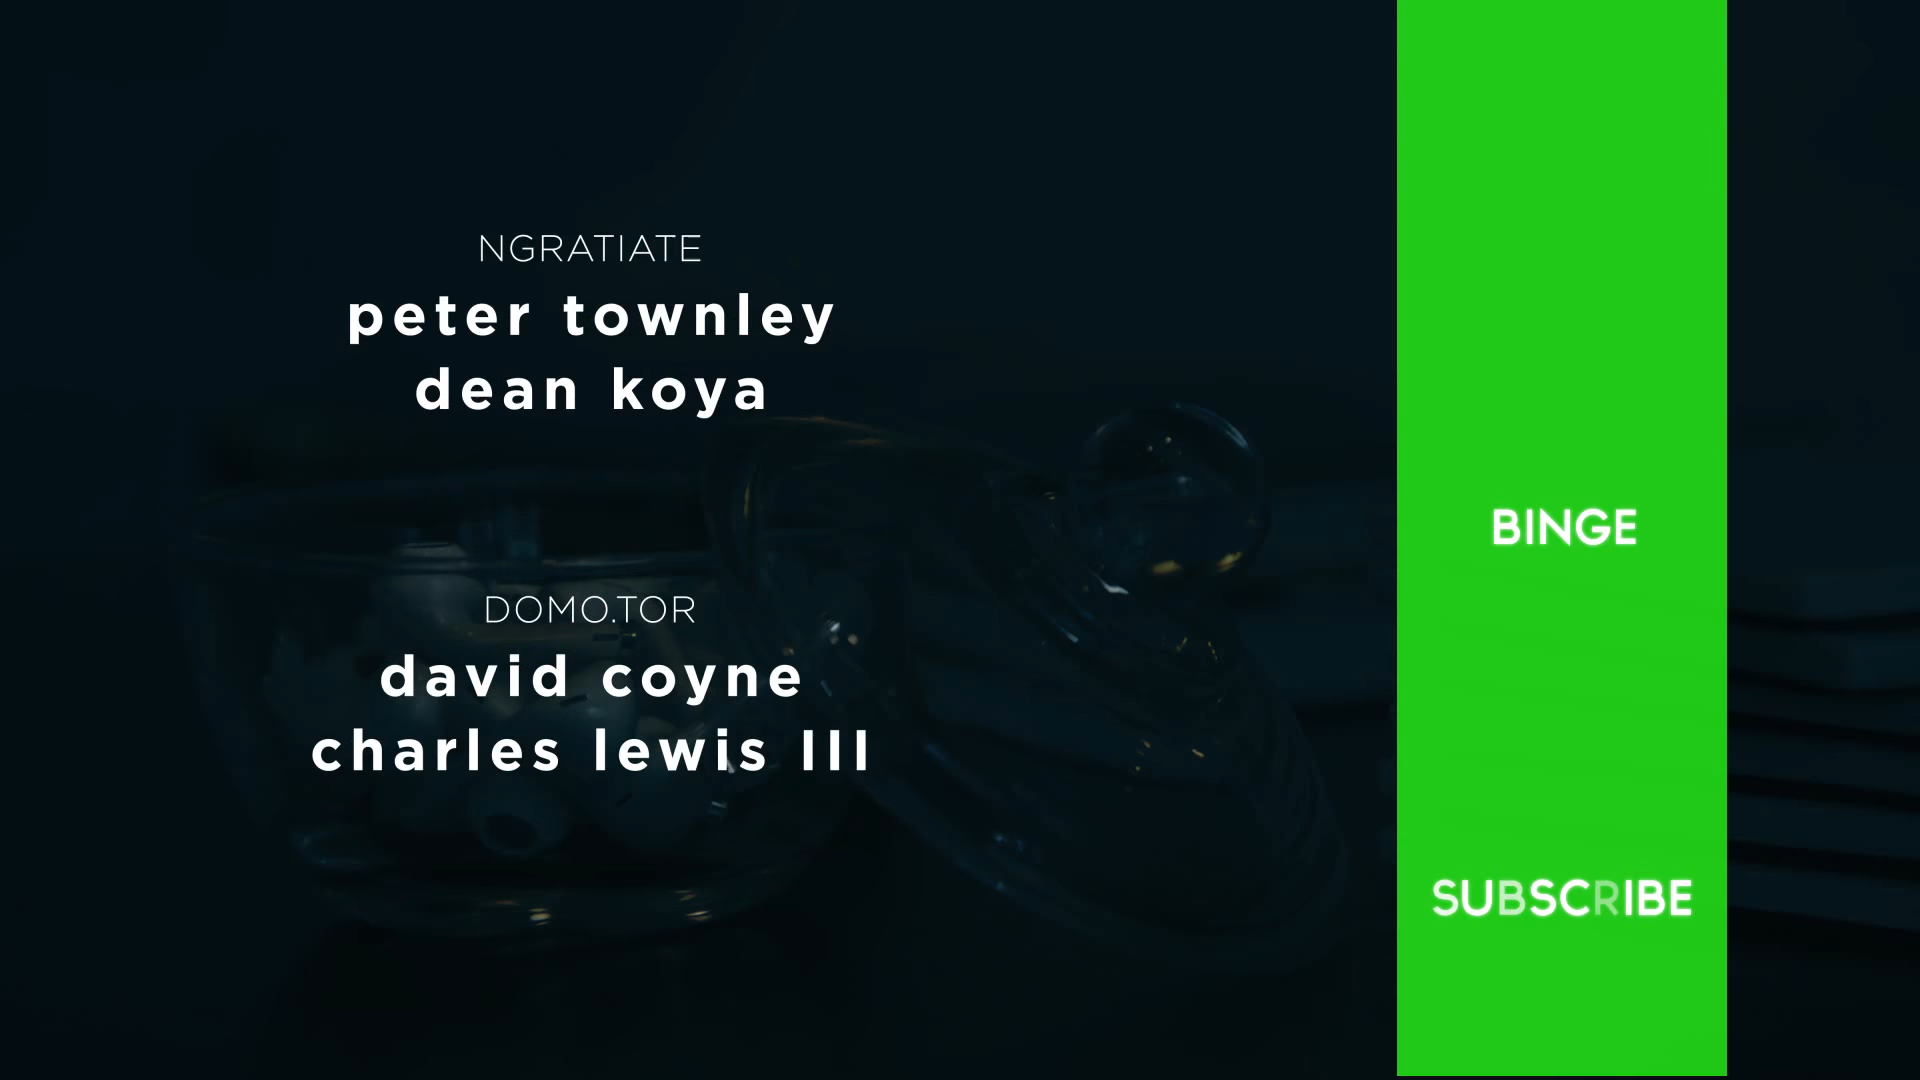 NGRATIATE
peter townley
dean koya
DOMO.TOR
david coyne
charles lewis III
BINGE
SUBSCRIBE